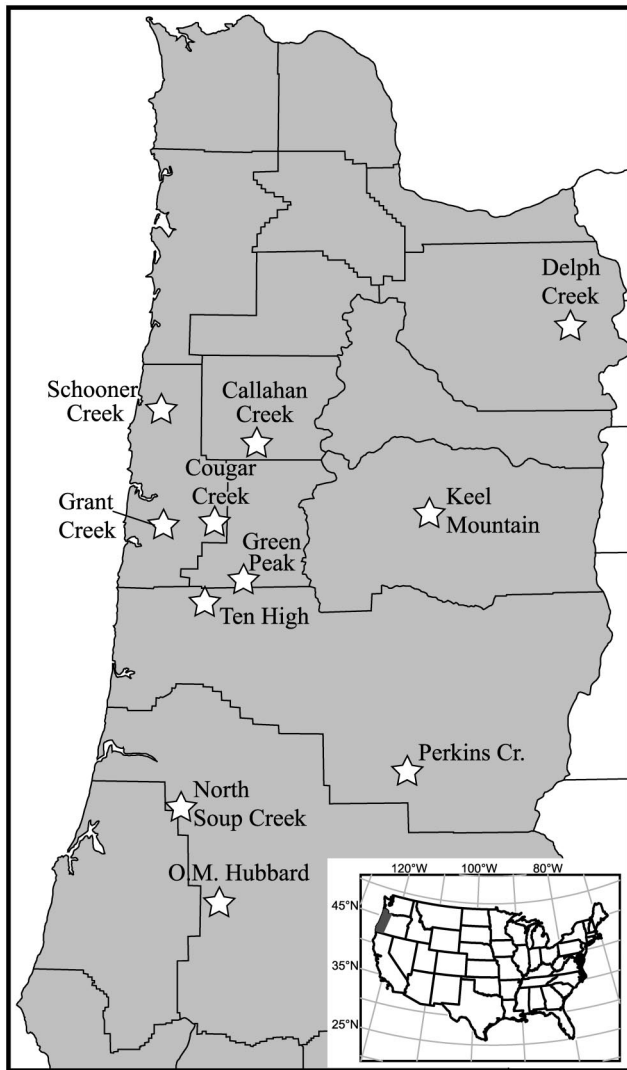 Delph
Creek
Schooner
Creek
Callahan
Creek
Cougar
Creek
Grant
Creek
Keel
Mountain
Green
Peak
Ten High
Perkins Cr.
North
Soup Creek
O.M. Hubbard
120°W
100°W
80°W
45°N
35°N
25°N